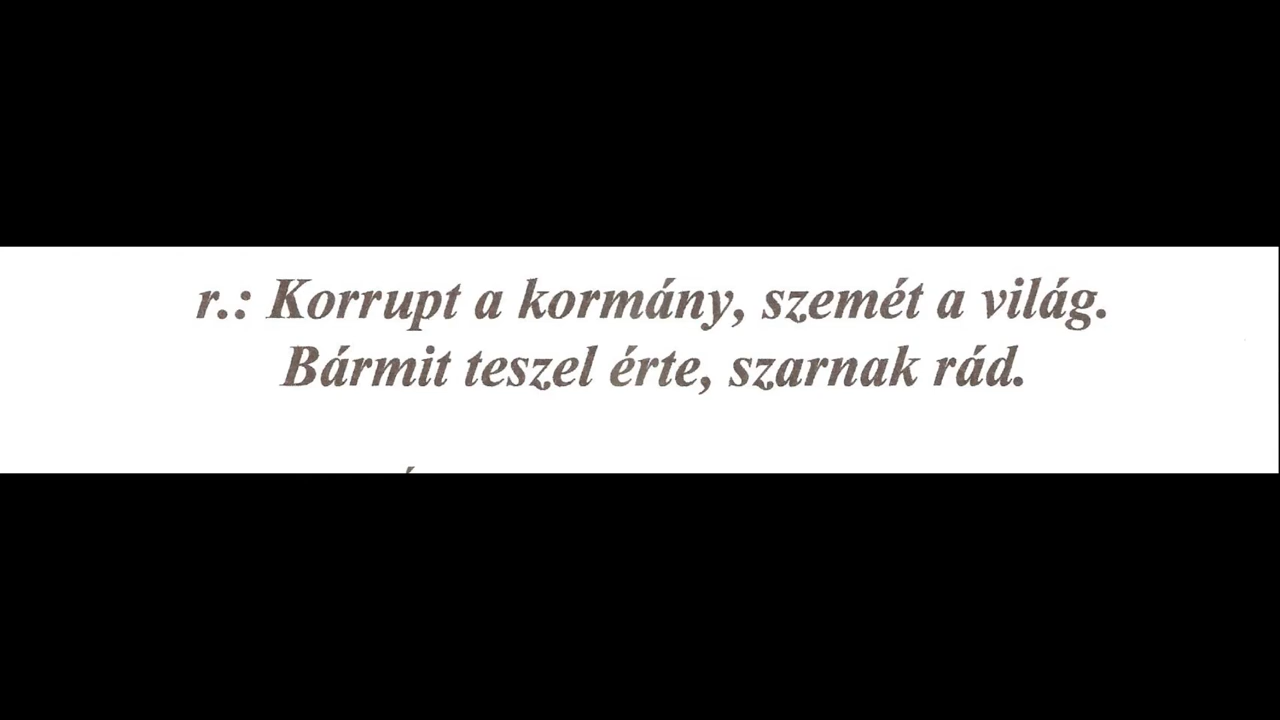 r.: Korrupt a kormány, szemét a világ.
Bármit teszel érte, szarnak rád.